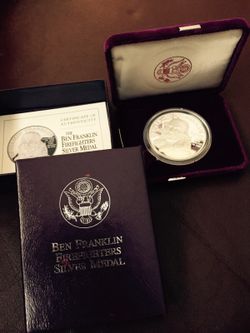 CERTIFICATE OF
AUTHENTICITY
THE
BEN FRANKLIN
FIREFIGHTERS
SILVER MEDAL
BEN FRANKLIN
FIREFIGHTERS
SILVER MEDAL